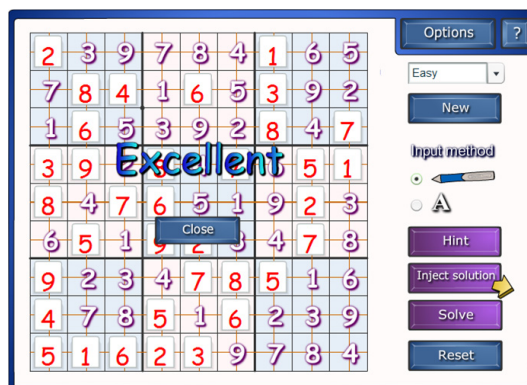 Options ?
2 3 9 7 8 4 1 6 5
Easy
7 8 4 1 6 5 3 9 2
New
1 6 5 3 9 2 8 4 7
Input method
3 9 5 1
Excellent
A
8 4 7 6 5 1 9 2 3
Close
6 5 1 9 2 3 4 7 8
Hint
9 2 3 4 7 8 5 1 6
Inject solution
4 7 8 5 1 6 2 3 9
Solve
5 1 6 2 3 9 7 8 4
Reset